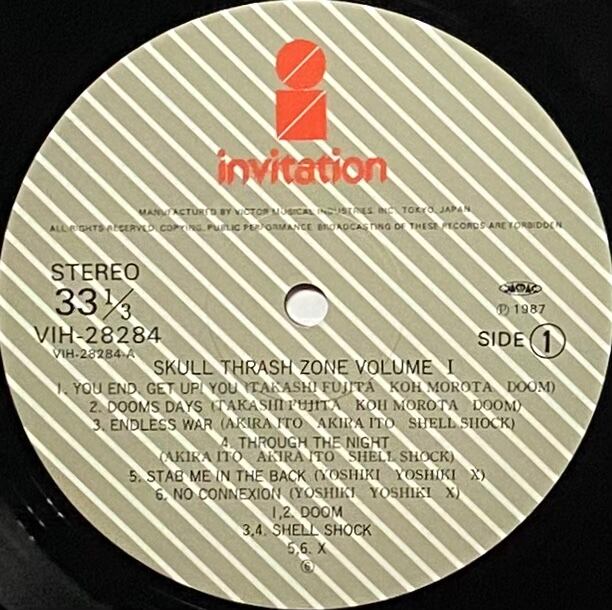 invitation
MANUFACTURED BY VICTOR MUSICAL INDUSTRIES, INC., TOKYO, JAPAN
ALL RIGHTS RESERVED. COPYING, PUBLIC PERFORMANCE, BROADCASTING OF THESE RECORDS ARE FORBIDDEN.
STEREO
33 1/3
VIH-28284
VIH-28284-A
JASRAC
Ⓟ 1987
SIDE 1
SKULL THRASH ZONE VOLUME I
1. YOU END. GET UP! YOU (TAKASHI FUJITA KOH MOROTA DOOM)
2. DOOMS DAYS (TAKASHI FUJITA KOH MOROTA DOOM)
3. ENDLESS WAR (AKIRA ITO AKIRA ITO SHELL SHOCK)
4. THROUGH THE NIGHT
(AKIRA ITO AKIRA ITO SHELL SHOCK)
5. STAB ME IN THE BACK (YOSHIKI YOSHIKI X)
6. NO CONNEXION (YOSHIKI YOSHIKI X)
1,2. DOOM
3,4. SHELL SHOCK
5,6. X
⑥